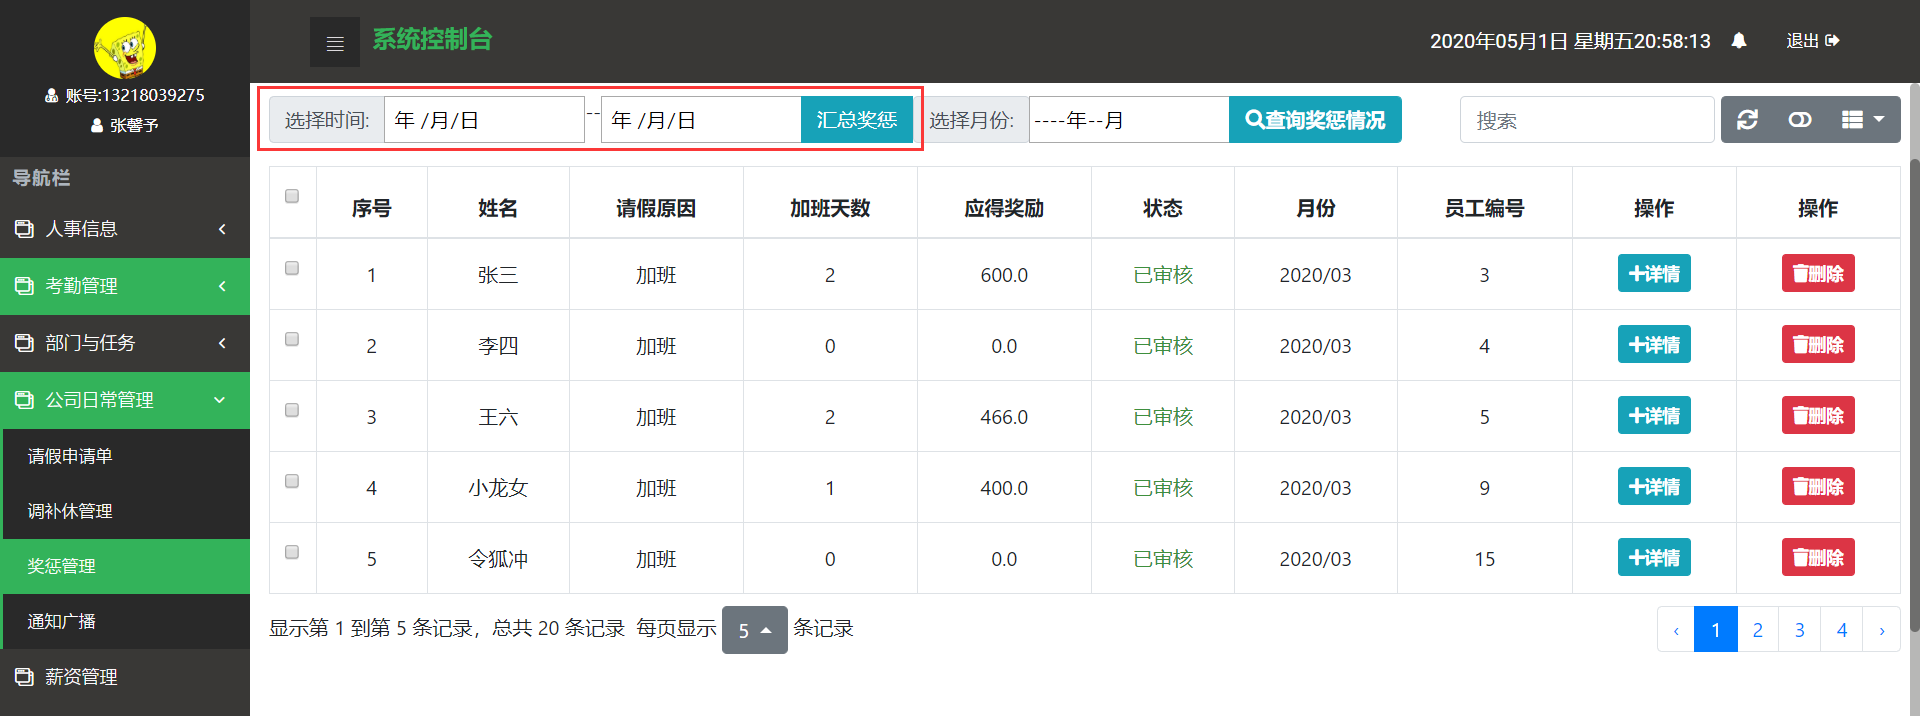 系统控制台
2020年05月1日 星期五20:58:13
退出
账号:13218039275
张馨予
导航栏
人事信息
考勤管理
部门与任务
公司日常管理
请假申请单
调补休管理
奖惩管理
通知广播
薪资管理
选择时间: 年 /月/日 -- 年 /月/日 汇总奖惩 选择月份: ----年--月 查询奖惩情况 搜索
序号 姓名 请假原因 加班天数 应得奖励 状态 月份 员工编号 操作 操作
1 张三 加班 2 600.0 已审核 2020/03 3 详情 删除
2 李四 加班 0 0.0 已审核 2020/03 4 详情 删除
3 王六 加班 2 466.0 已审核 2020/03 5 详情 删除
4 小龙女 加班 1 400.0 已审核 2020/03 9 详情 删除
5 令狐冲 加班 0 0.0 已审核 2020/03 15 详情 删除
显示第 1 到第 5 条记录，总共 20 条记录 每页显示 5 条记录
‹ 1 2 3 4 ›